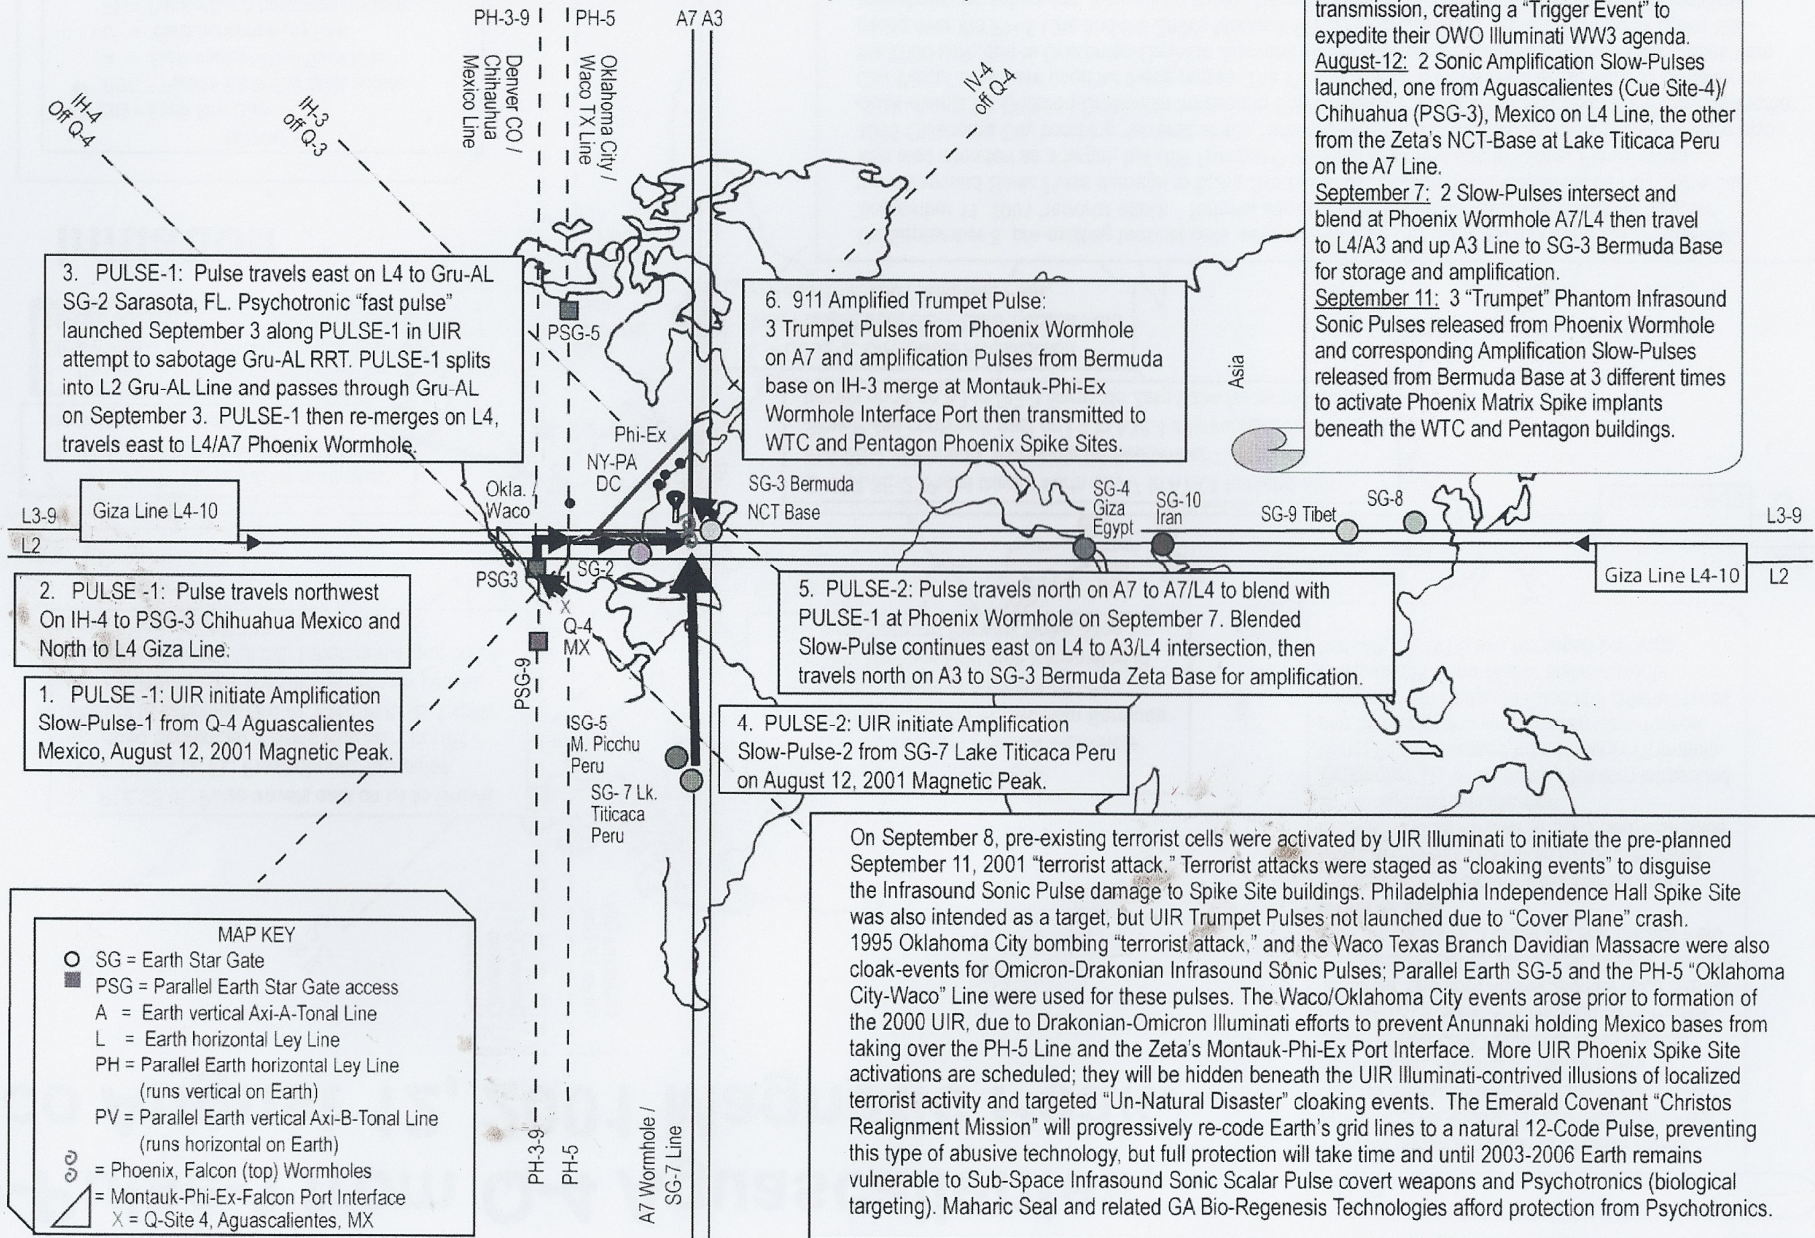 PH-3-9
PH-5
A7 A3
Denver CO /
Chihauhua
Mexico Line
Oklahoma City /
Waco TX Line
IH-4
Off Q-4
IH-3
off Q-3
IV-4
off Q-4
transmission, creating a "Trigger Event" to
expedite their OWO Illuminati WW3 agenda.
August-12: 2 Sonic Amplification Slow-Pulses
launched, one from Aguascalientes (Cue Site-4)/
Chihuahua (PSG-3), Mexico on L4 Line, the other
from the Zeta's NCT-Base at Lake Titicaca Peru
on the A7 Line.
September 7: 2 Slow-Pulses intersect and
blend at Phoenix Wormhole A7/L4 then travel
to L4/A3 and up A3 Line to SG-3 Bermuda Base
for storage and amplification.
September 11: 3 "Trumpet" Phantom Infrasound
Sonic Pulses released from Phoenix Wormhole
and corresponding Amplification Slow-Pulses
released from Bermuda Base at 3 different times
to activate Phoenix Matrix Spike implants
beneath the WTC and Pentagon buildings.
3. PULSE-1: Pulse travels east on L4 to Gru-AL
SG-2 Sarasota, FL. Psychotronic "fast pulse"
launched September 3 along PULSE-1 in UIR
attempt to sabotage Gru-AL RRT. PULSE-1 splits
into L2 Gru-AL Line and passes through Gru-AL
on September 3. PULSE-1 then re-merges on L4,
travels east to L4/A7 Phoenix Wormhole.
PSG-5
6. 911 Amplified Trumpet Pulse:
3 Trumpet Pulses from Phoenix Wormhole
on A7 and amplification Pulses from Bermuda
base on IH-3 merge at Montauk-Phi-Ex
Wormhole Interface Port then transmitted to
WTC and Pentagon Phoenix Spike Sites.
Asia
Phi-Ex
NY-PA
DC
Okla. /
Waco
SG-3 Bermuda
NCT Base
SG-4
Giza
Egypt
SG-10
Iran
SG-9 Tibet
SG-8
L3-9
Giza Line L4-10
L2
L3-9
Giza Line L4-10
L2
PSG3
SG-2
X
Q-4
MX
PSG-9
2. PULSE -1: Pulse travels northwest
On IH-4 to PSG-3 Chihuahua Mexico and
North to L4 Giza Line.
1. PULSE -1: UIR initiate Amplification
Slow-Pulse-1 from Q-4 Aguascalientes
Mexico, August 12, 2001 Magnetic Peak.
5. PULSE-2: Pulse travels north on A7 to A7/L4 to blend with
PULSE-1 at Phoenix Wormhole on September 7. Blended
Slow-Pulse continues east on L4 to A3/L4 intersection, then
travels north on A3 to SG-3 Bermuda Zeta Base for amplification.
4. PULSE-2: UIR initiate Amplification
Slow-Pulse-2 from SG-7 Lake Titicaca Peru
on August 12, 2001 Magnetic Peak.
SG-5
M. Picchu
Peru
SG- 7 Lk.
Titicaca
Peru
On September 8, pre-existing terrorist cells were activated by UIR Illuminati to initiate the pre-planned
September 11, 2001 "terrorist attack." Terrorist attacks were staged as "cloaking events" to disguise
the Infrasound Sonic Pulse damage to Spike Site buildings. Philadelphia Independence Hall Spike Site
was also intended as a target, but UIR Trumpet Pulses not launched due to "Cover Plane" crash.
1995 Oklahoma City bombing "terrorist attack," and the Waco Texas Branch Davidian Massacre were also
cloak-events for Omicron-Drakonian Infrasound Sonic Pulses; Parallel Earth SG-5 and the PH-5 "Oklahoma
City-Waco" Line were used for these pulses. The Waco/Oklahoma City events arose prior to formation of
the 2000 UIR, due to Drakonian-Omicron Illuminati efforts to prevent Anunnaki holding Mexico bases from
taking over the PH-5 Line and the Zeta's Montauk-Phi-Ex Port Interface. More UIR Phoenix Spike Site
activations are scheduled; they will be hidden beneath the UIR Illuminati-contrived illusions of localized
terrorist activity and targeted "Un-Natural Disaster" cloaking events. The Emerald Covenant "Christos
Realignment Mission" will progressively re-code Earth's grid lines to a natural 12-Code Pulse, preventing
this type of abusive technology, but full protection will take time and until 2003-2006 Earth remains
vulnerable to Sub-Space Infrasound Sonic Scalar Pulse covert weapons and Psychotronics (biological
targeting). Maharic Seal and related GA Bio-Regenesis Technologies afford protection from Psychotronics.
MAP KEY
SG = Earth Star Gate
PSG = Parallel Earth Star Gate access
A = Earth vertical Axi-A-Tonal Line
L = Earth horizontal Ley Line
PH = Parallel Earth horizontal Ley Line
(runs vertical on Earth)
PV = Parallel Earth vertical Axi-B-Tonal Line
(runs horizontal on Earth)
= Phoenix, Falcon (top) Wormholes
= Montauk-Phi-Ex-Falcon Port Interface
X = Q-Site 4, Aguascalientes, MX
PH-3-9
PH-5
A7 Wormhole /
SG-7 Line